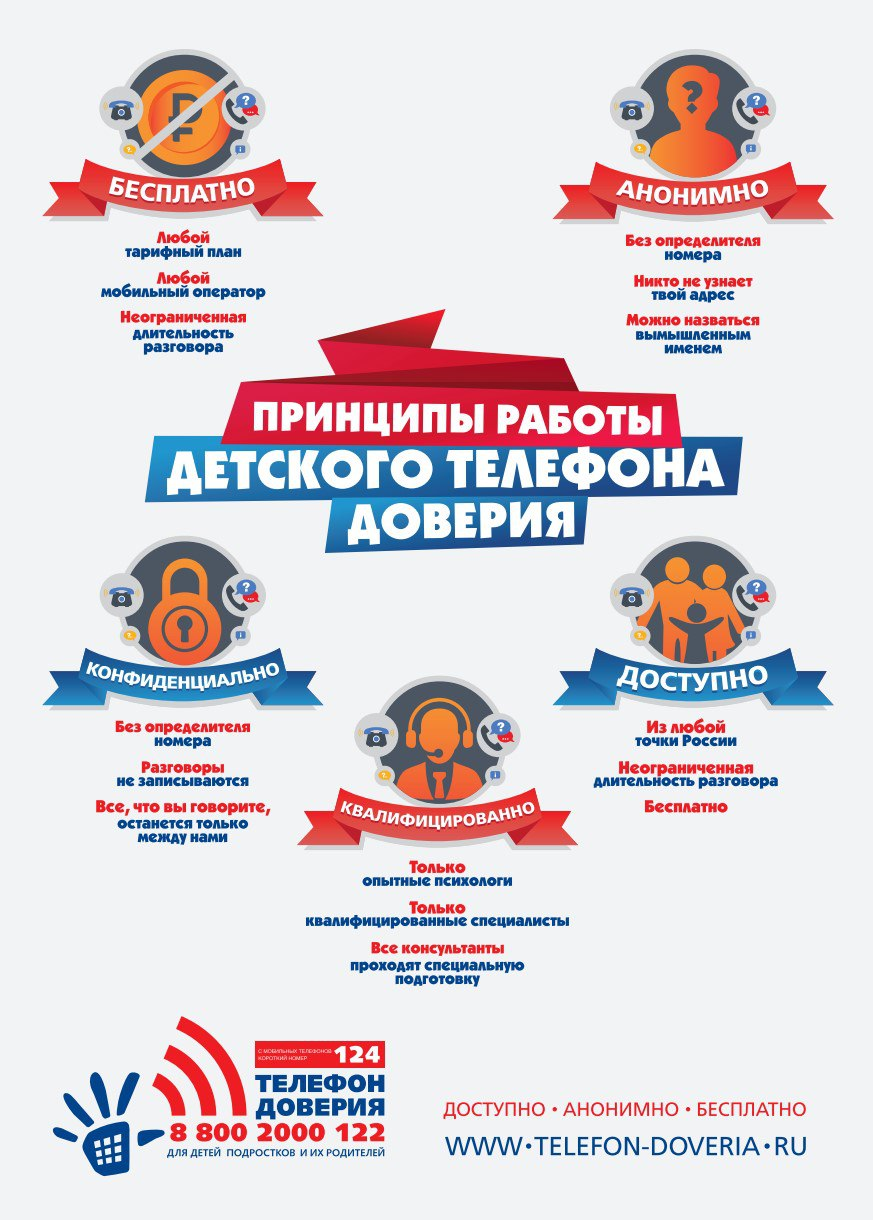 БЕСПЛАТНО
Любой
тарифный план
Любой
мобильный оператор
Неограниченная
длительность
разговора
АНОНИМНО
Без определителя
номера
Никто не узнает
твой адрес
Можно назваться
вымышленным
именем
ПРИНЦИПЫ РАБОТЫ
ДЕТСКОГО ТЕЛЕФОНА
ДОВЕРИЯ
КОНФИДЕНЦИАЛЬНО
Без определителя
номера
Разговоры
не записываются
Все, что вы говорите,
останется только
между нами
КВАЛИФИЦИРОВАННО
Только
опытные психологи
Только
квалифицированные специалисты
Все консультанты
проходят специальную
подготовку
ДОСТУПНО
Из любой
точки России
Неограниченная
длительность разговора
Бесплатно
С МОБИЛЬНЫХ ТЕЛЕФОНОВ
КОРОТКИЙ НОМЕР
124
ТЕЛЕФОН
ДОВЕРИЯ
8 800 2000 122
ДЛЯ ДЕТЕЙ ПОДРОСТКОВ И ИХ РОДИТЕЛЕЙ
ДОСТУПНО • АНОНИМНО • БЕСПЛАТНО
WWW•TELEFON-DOVERIA•RU